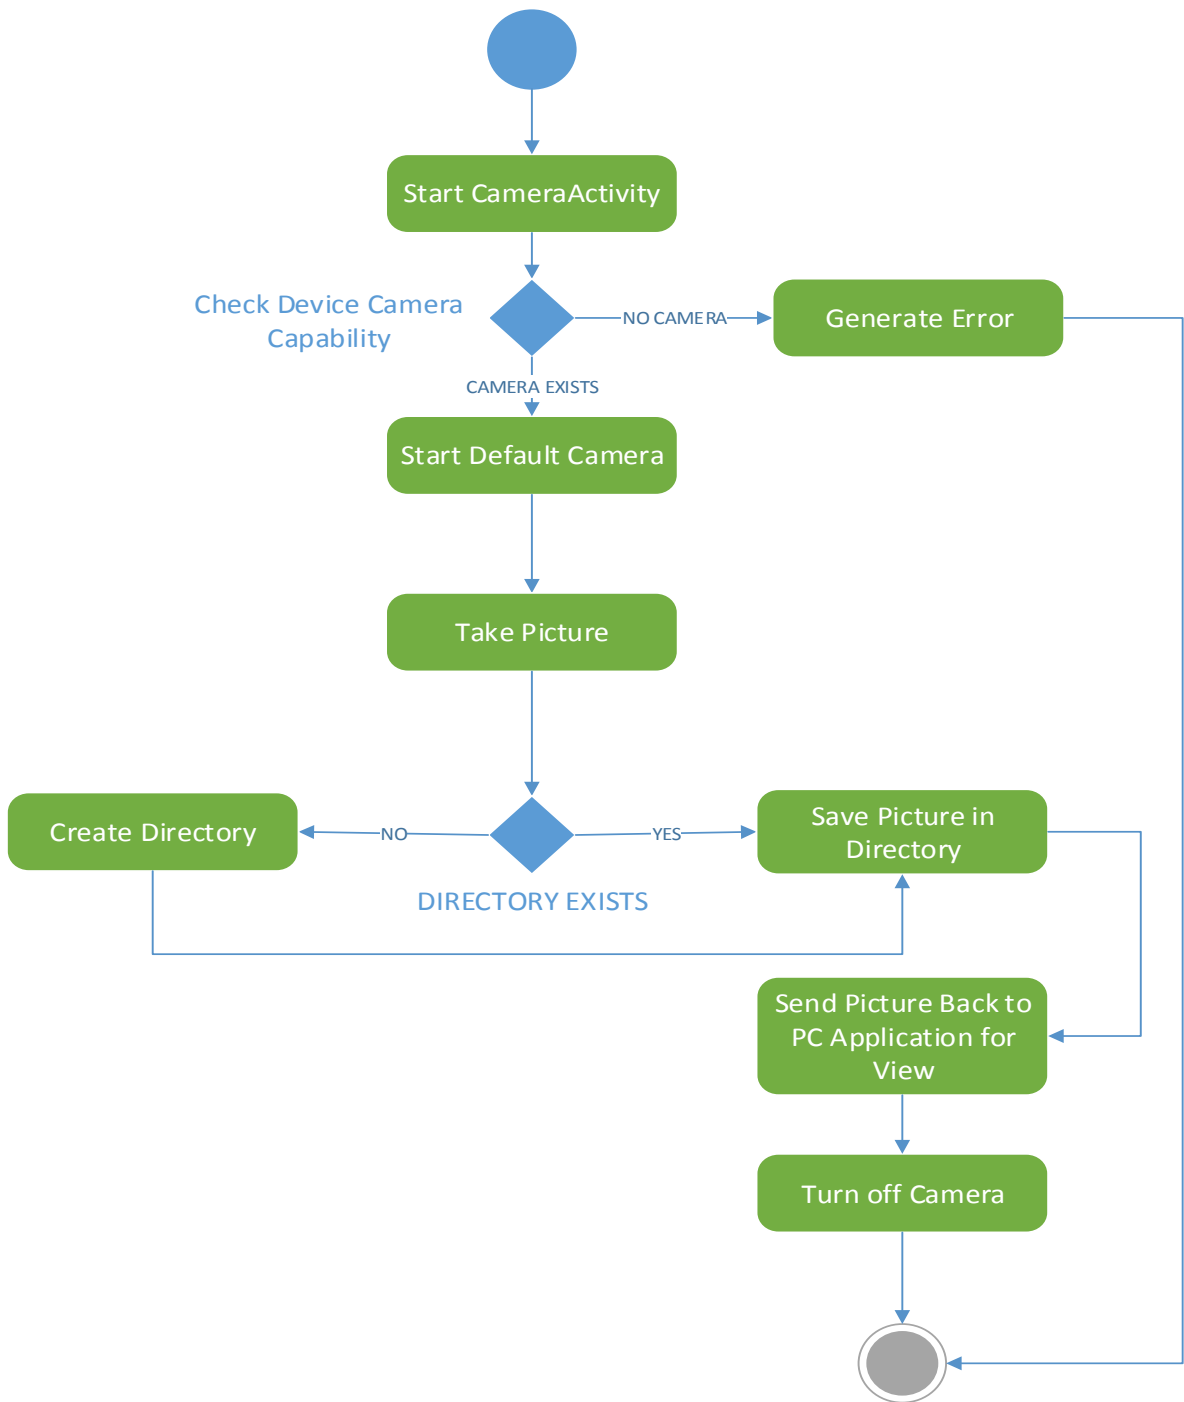 Start CameraActivity
Check Device Camera
Capability
NO CAMERA
Generate Error
CAMERA EXISTS
Start Default Camera
Take Picture
Create Directory
NO
YES
Save Picture in
Directory
DIRECTORY EXISTS
Send Picture Back to
PC Application for
View
Turn off Camera